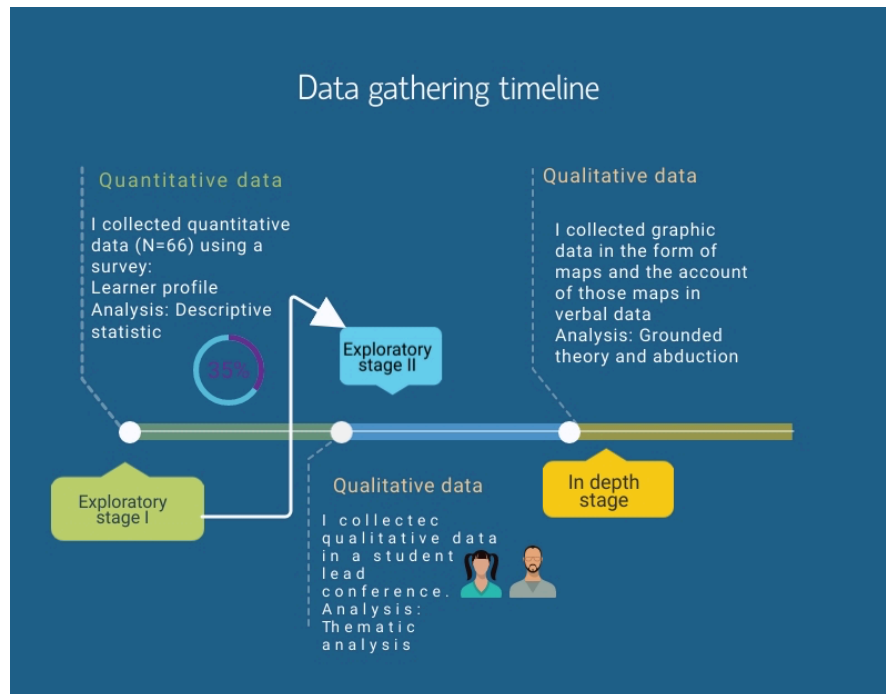 Data gathering timeline
Quantitative data
I collected quantitative
data (N=66) using a
survey:
Learner profile
Analysis: Descriptive
statistic
35%
Exploratory
stage I
Exploratory
stage II
Qualitative data
I collectec
qualitative data
in a student
lead
conference.
Analysis:
Thematic
analysis
Qualitative data
I collected graphic
data in the form of
maps and the account
of those maps in
verbal data
Analysis: Grounded
theory and abduction
In depth
stage